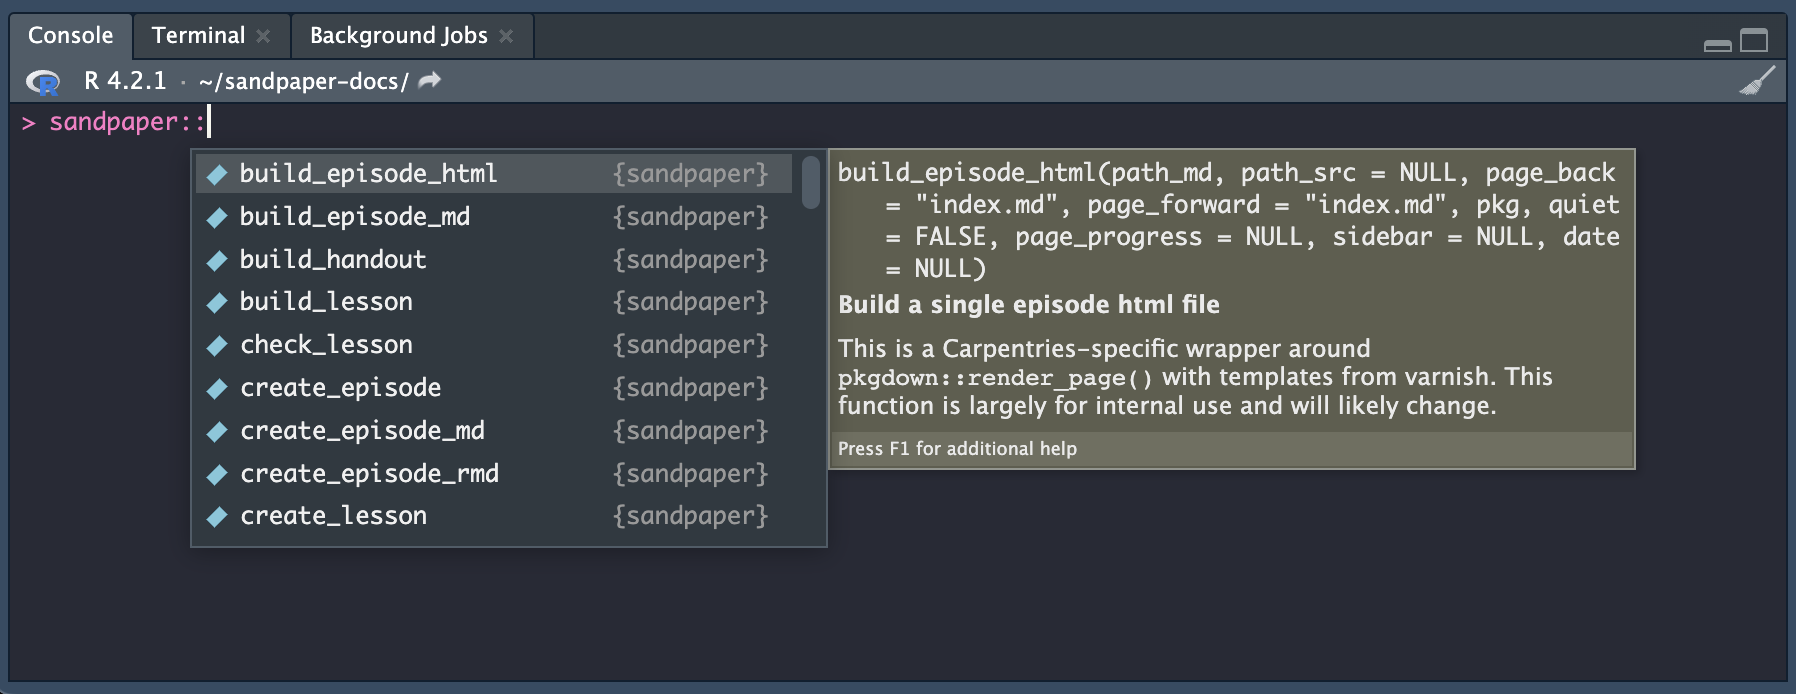 Console Terminal × Background Jobs ×
R R 4.2.1 · ~/sandpaper-docs/
> sandpaper::
build_episode_html {sandpaper}
build_episode_md {sandpaper}
build_handout {sandpaper}
build_lesson {sandpaper}
check_lesson {sandpaper}
create_episode {sandpaper}
create_episode_md {sandpaper}
create_episode_rmd {sandpaper}
create_lesson {sandpaper}
build_episode_html(path_md, path_src = NULL, page_back
= "index.md", page_forward = "index.md", pkg, quiet
= FALSE, page_progress = NULL, sidebar = NULL, date
= NULL)
Build a single episode html file
This is a Carpentries-specific wrapper around
pkgdown::render_page() with templates from varnish. This
function is largely for internal use and will likely change.
Press F1 for additional help